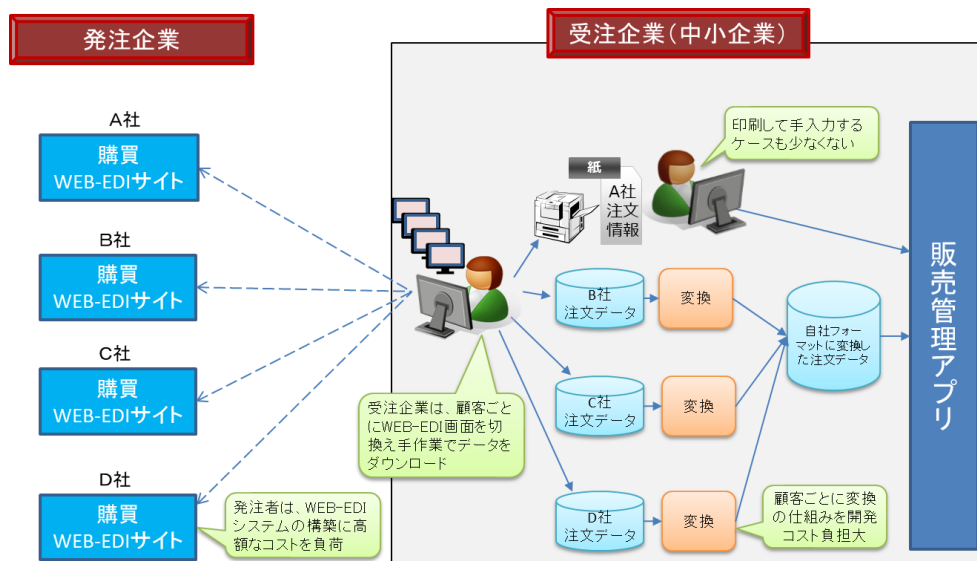 発注企業
受注企業(中小企業)
A社
購買
WEB-EDIサイト
B社
購買
WEB-EDIサイト
C社
購買
WEB-EDIサイト
D社
購買
WEB-EDIサイト
発注者は、WEB-EDI
システムの構築に高
額なコストを負荷
受注企業は、顧客ごと
にWEB-EDI画面を切
換え手作業でデータを
ダウンロード
紙
A社
注文
情報
印刷して手入力する
ケースも少なくない
B社
注文データ
変換
C社
注文データ
変換
D社
注文データ
変換
顧客ごとに変換
の仕組みを開発
コスト負担大
自社フォー
マットに変換し
た注文データ
販売管理アプリ